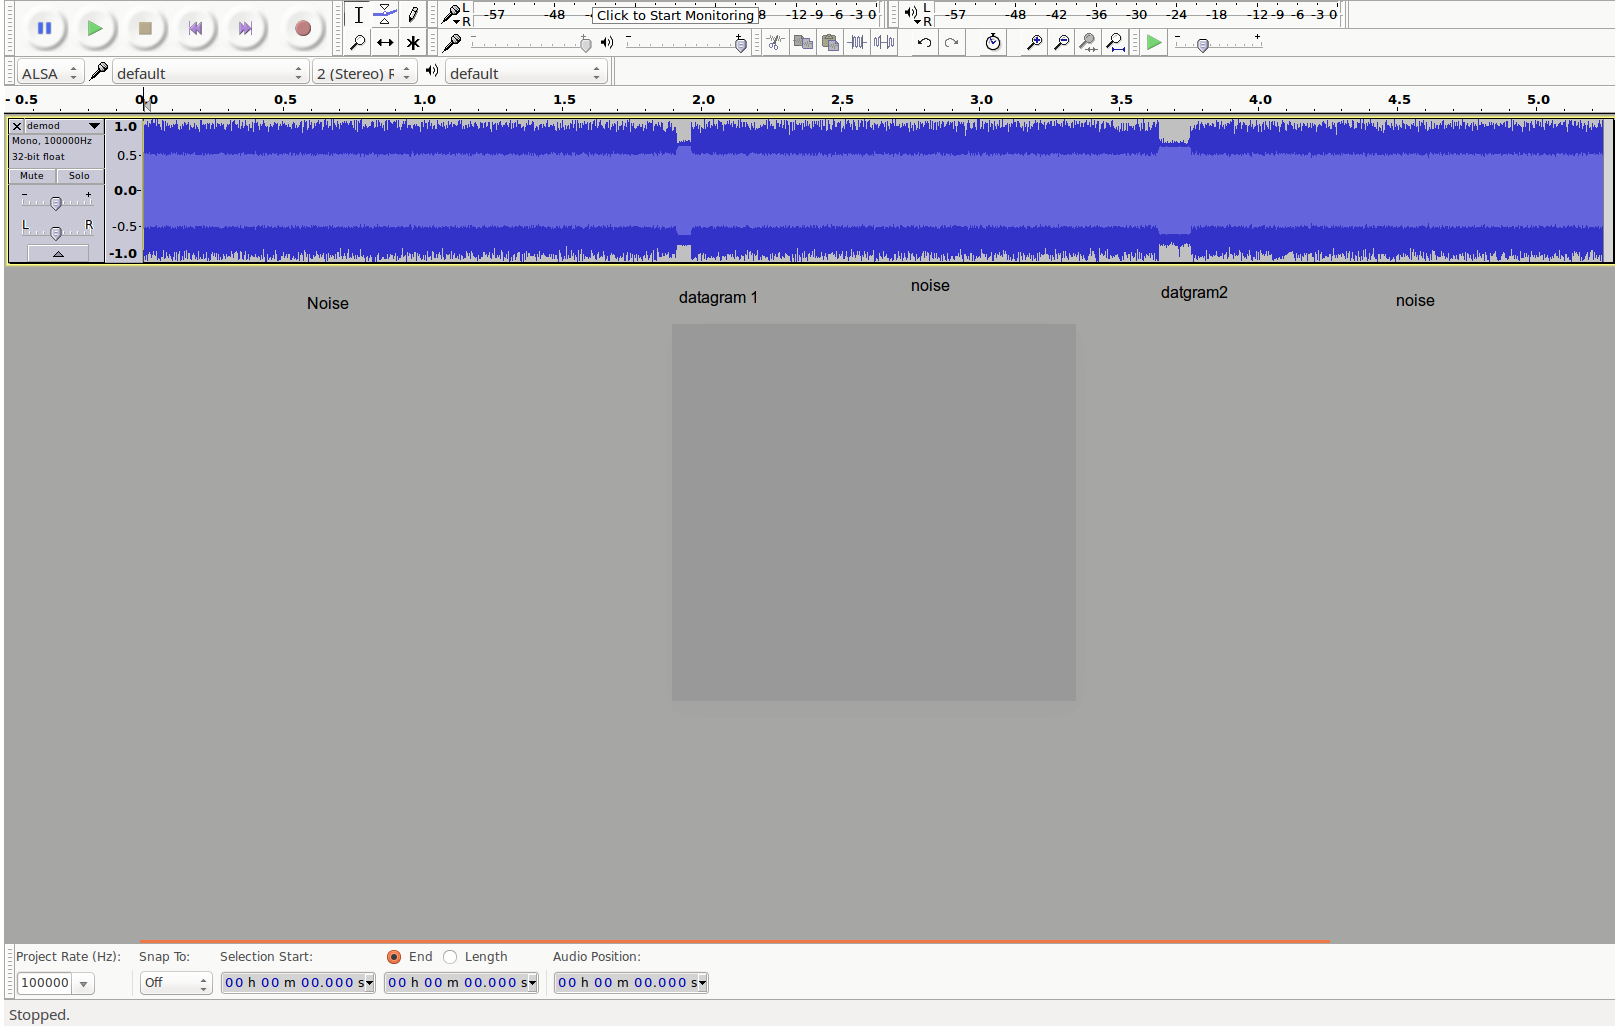 L
R
-57 -48 - Click to Start Monitoring 8 -12 -9 -6 -3 0
L
R
-57 -48 -42 -36 -30 -24 -18 -12 -9 -6 -3 0
- + - +
- +
ALSA default 2 (Stereo) R default
- 0.5 0.0 0.5 1.0 1.5 2.0 2.5 3.0 3.5 4.0 4.5 5.0
demod
Mono, 100000Hz
32-bit float
Mute Solo
- +
L R
1.0
0.5
0.0
-0.5
-1.0
Noise
datagram 1
noise
datgram2
noise
Project Rate (Hz): Snap To: Selection Start: End Length Audio Position:
100000 Off 00 h 00 m 00.000 s 00 h 00 m 00.000 s 00 h 00 m 00.000 s
Stopped.